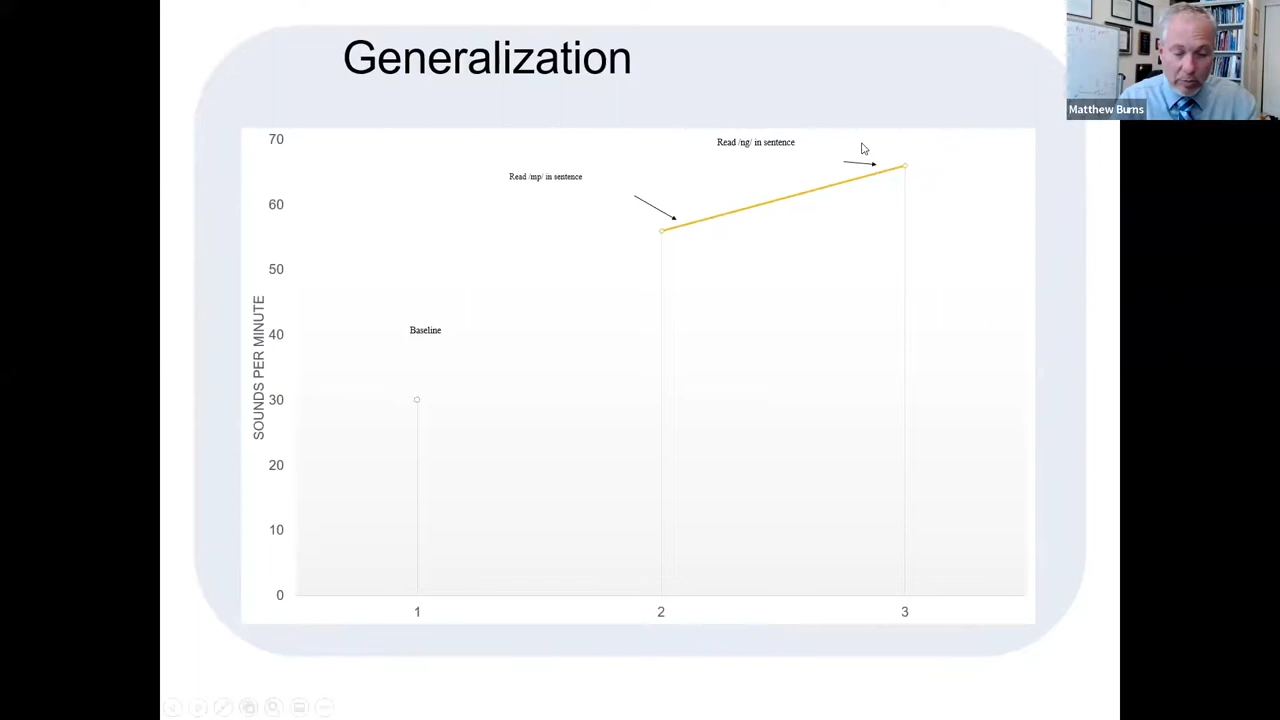 Generalization
Matthew Burns
70
Read /ng/ in sentence
Read /mp/ in sentence
60
50
SOUNDS PER MINUTE
40
Baseline
30
20
10
0
1
2
3